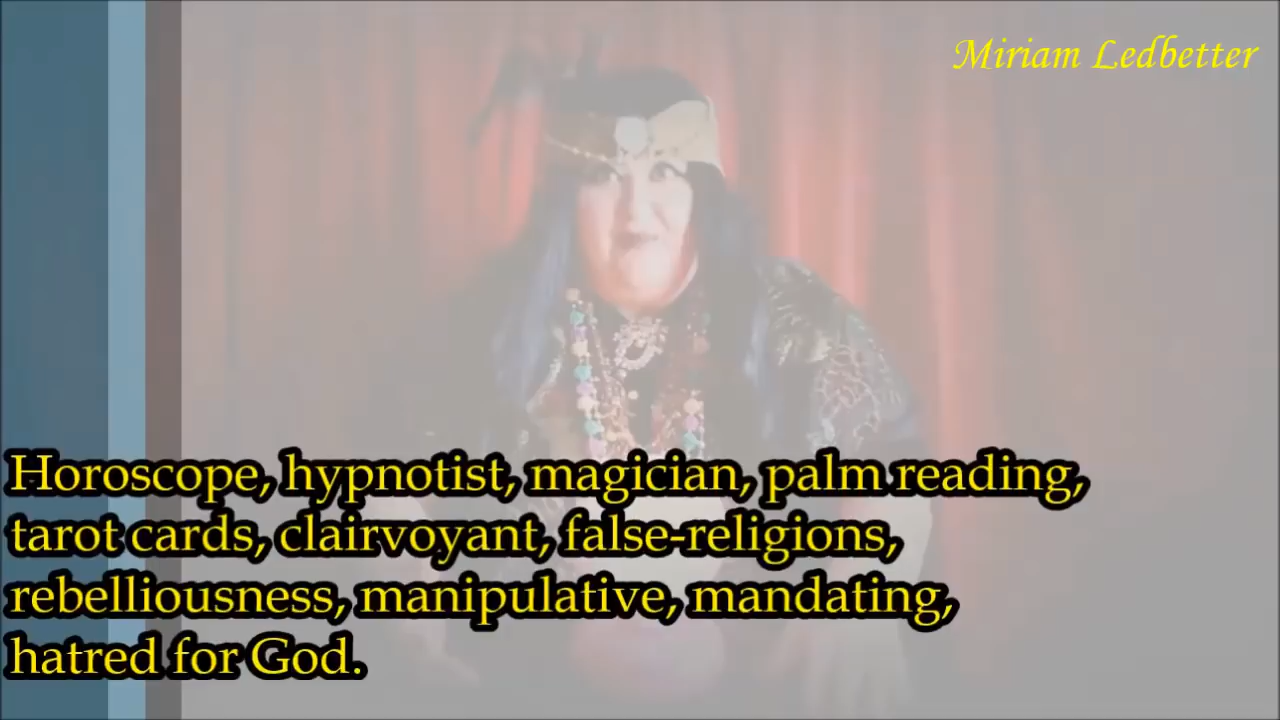 Miriam Ledbetter
Horoscope, hypnotist, magician, palm reading,
tarot cards, clairvoyant, false-religions,
rebelliousness, manipulative, mandating,
hatred for God.